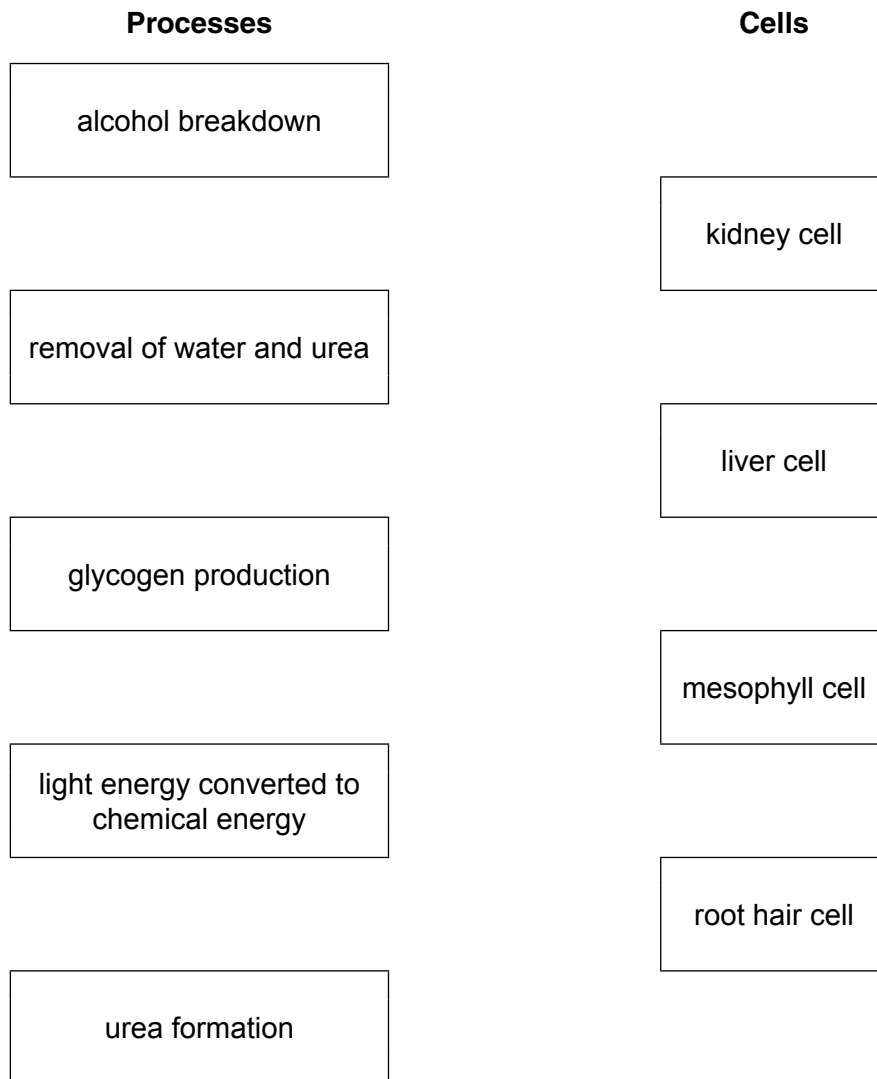 Processes
Cells
alcohol breakdown
kidney cell
removal of water and urea
liver cell
glycogen production
mesophyll cell
light energy converted to
chemical energy
root hair cell
urea formation